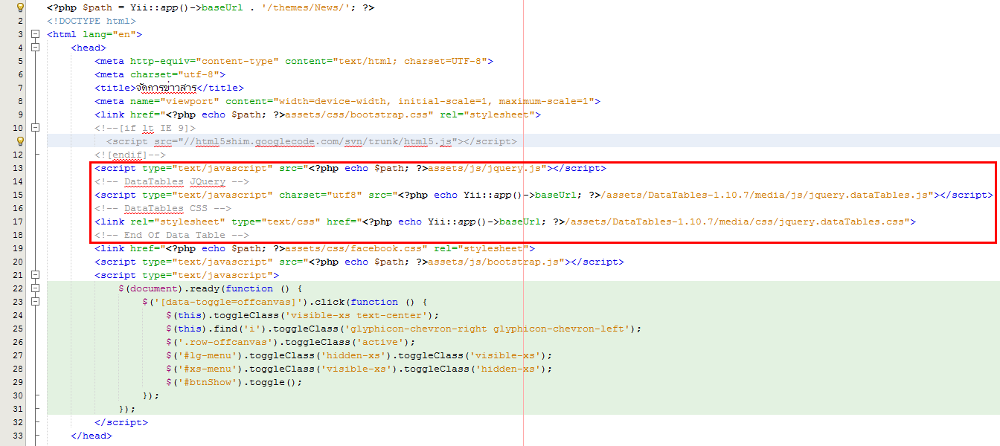 <?php $path = Yii::app()->baseUrl . '/themes/News/'; ?>
2 <!DOCTYPE html>
3 <html lang="en">
4 <head>
5 <meta http-equiv="content-type" content="text/html; charset=UTF-8">
6 <meta charset="utf-8">
7 <title>จัดการข่าวสาร</title>
8 <meta name="viewport" content="width=device-width, initial-scale=1, maximum-scale=1">
9 <link href="<?php echo $path; ?>assets/css/bootstrap.css" rel="stylesheet">
10 <!--[if lt IE 9]>
<script src="//html5shim.googlecode.com/svn/trunk/html5.js"></script>
12 <![endif]-->
13 <script type="text/javascript" src="<?php echo $path; ?>assets/js/jquery.js"></script>
14 <!-- DataTables JQuery -->
15 <script type="text/javascript" charset="utf8" src="<?php echo Yii::app()->baseUrl; ?>/assets/DataTables-1.10.7/media/js/jquery.dataTables.js"></script>
16 <!-- DataTables CSS -->
17 <link rel="stylesheet" type="text/css" href="<?php echo Yii::app()->baseUrl; ?>/assets/DataTables-1.10.7/media/css/jquery.dataTables.css">
18 <!-- End Of Data Table -->
19 <link href="<?php echo $path; ?>assets/css/facebook.css" rel="stylesheet">
20 <script type="text/javascript" src="<?php echo $path; ?>assets/js/bootstrap.js"></script>
21 <script type="text/javascript">
22 $(document).ready(function () {
23 $('[data-toggle=offcanvas]').click(function () {
24 $(this).toggleClass('visible-xs text-center');
25 $(this).find('i').toggleClass('glyphicon-chevron-right glyphicon-chevron-left');
26 $('.row-offcanvas').toggleClass('active');
27 $('#lg-menu').toggleClass('hidden-xs').toggleClass('visible-xs');
28 $('#xs-menu').toggleClass('visible-xs').toggleClass('hidden-xs');
29 $('#btnShow').toggle();
30 });
31 });
32 </script>
33 </head>